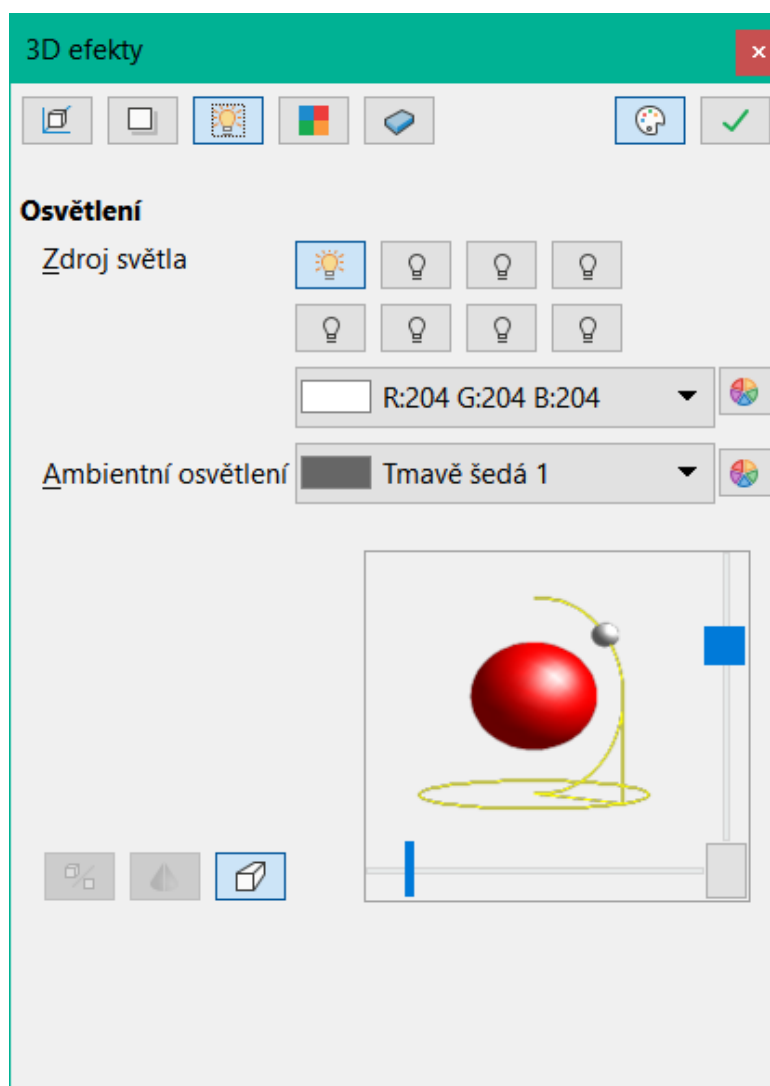 3D efekty
Osvětlení
Zdroj světla
R:204 G:204 B:204
Ambientní osvětlení
Tmavě šedá 1